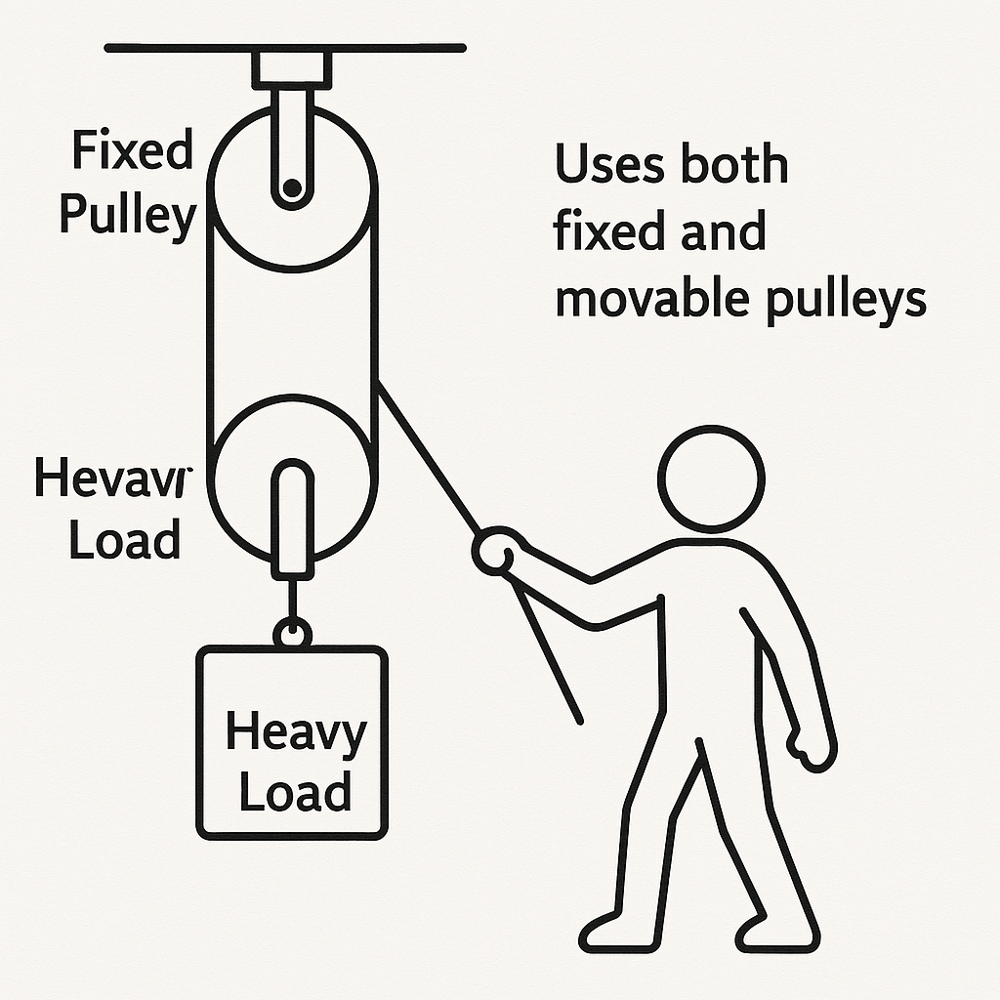 Fixed
Pulley
Uses both
fixed and
movable pulleys
Load
Heavy
Load